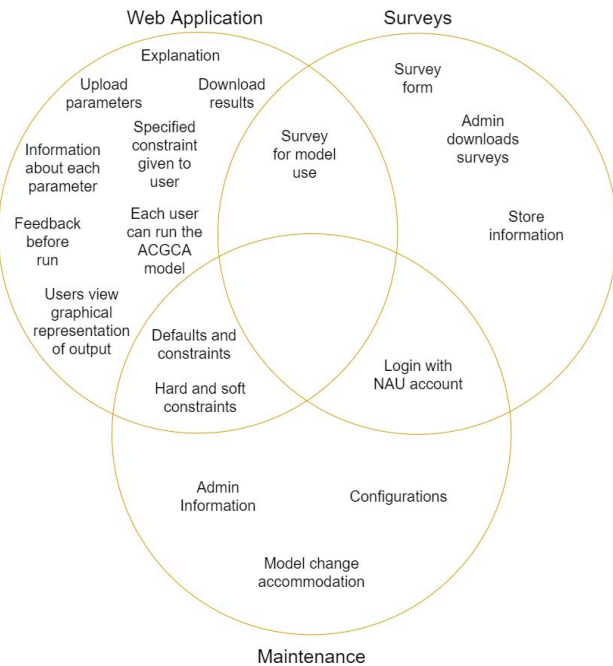 Web Application
Surveys
Explanation
Upload
parameters
Download
results
Information
about each
parameter
Specified
constraint
given to
user
Feedback
before
run
Each user
can run the
ACGCA
model
Users view
graphical
representation
of output
Survey
for model
use
Survey
form
Admin
downloads
surveys
Store
information
Defaults and
constraints
Hard and soft
constraints
Login with
NAU account
Admin
Information
Configurations
Model change
accommodation
Maintenance